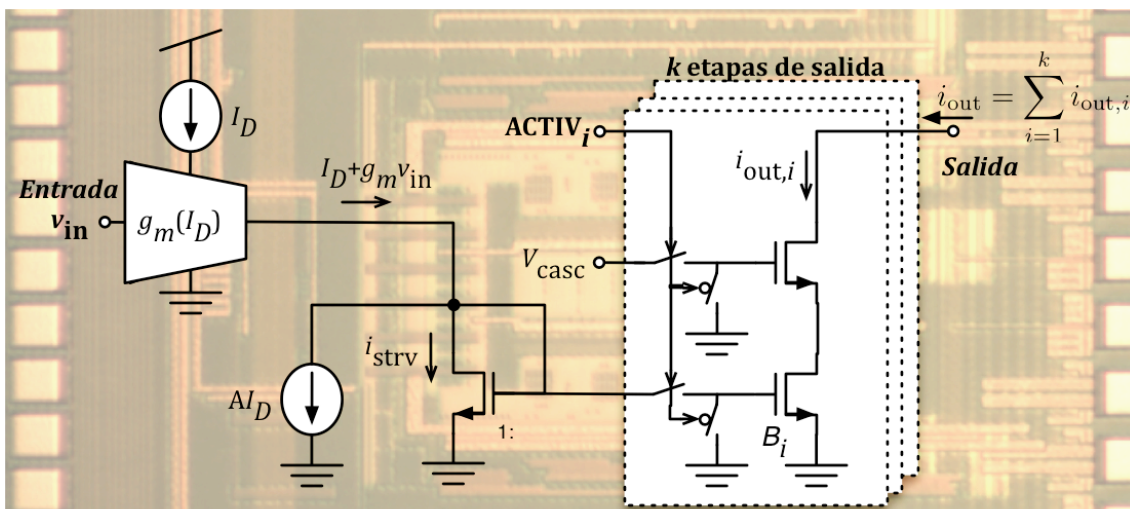 k etapas de salida
i_out = ∑_{i=1}^{k} i_out,i
ACTIV_i
I_D
i_out,i
Salida
I_D+g_m v_in
Entrada
v_in
g_m(I_D)
V_casc
i_strv
AI_D
1:
B_i